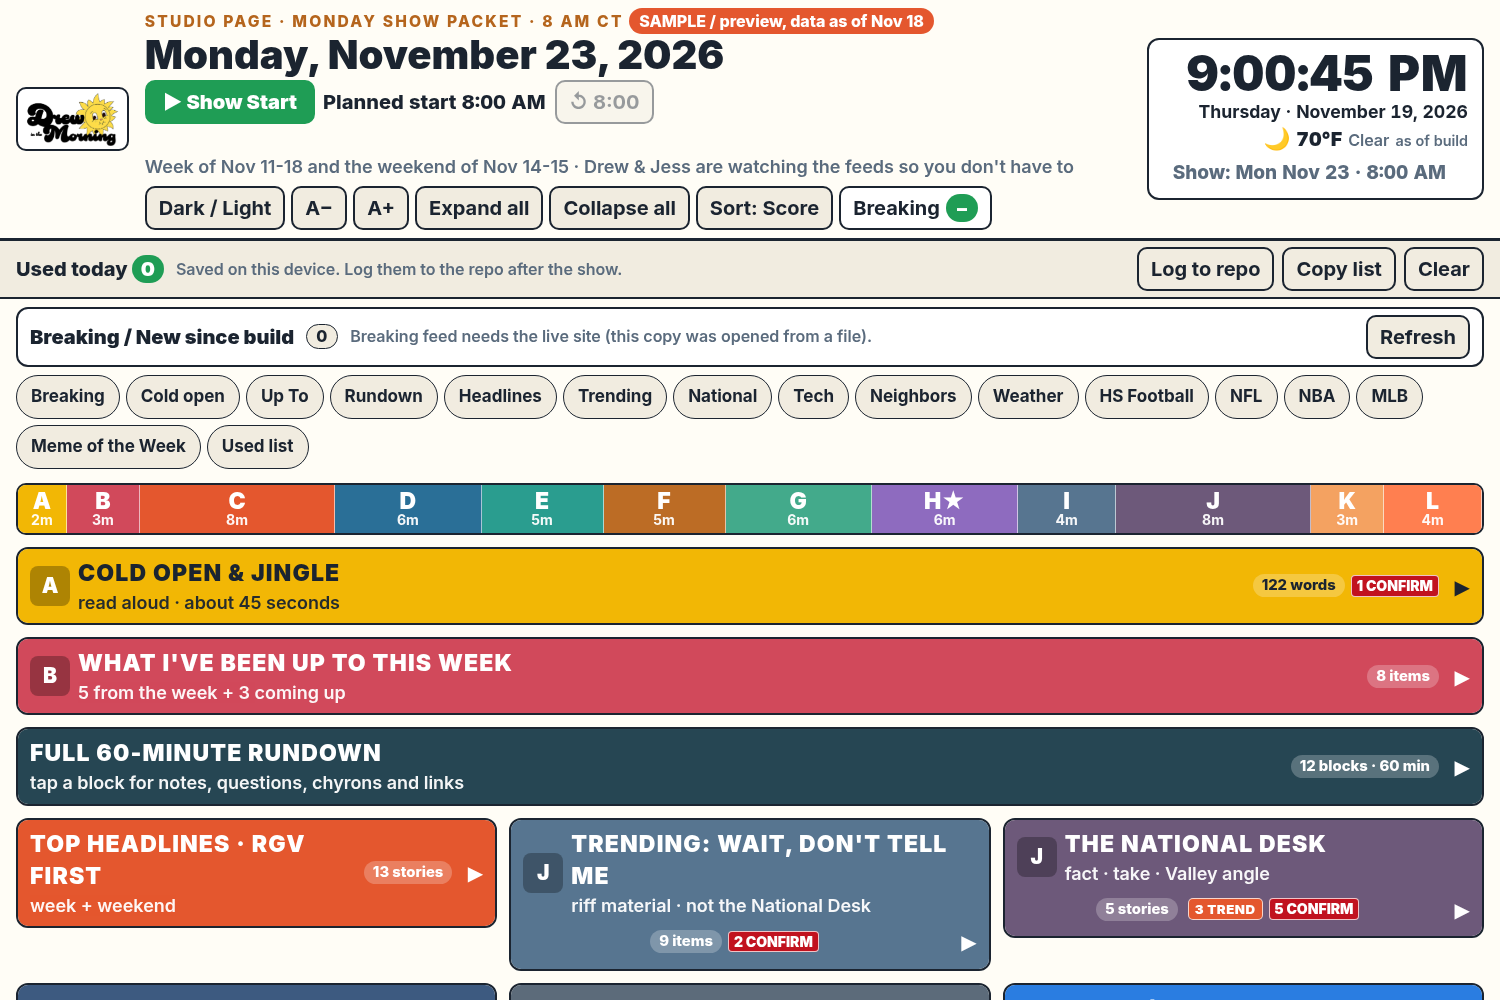 STUDIO PAGE · MONDAY SHOW PACKET · 8 AM CT SAMPLE / preview, data as of Nov 18
Monday, November 23, 2026
▶ Show Start Planned start 8:00 AM ↺ 8:00
Drew
in the
Morning
Week of Nov 11-18 and the weekend of Nov 14-15 · Drew & Jess are watching the feeds so you don't have to
Dark / Light A− A+ Expand all Collapse all Sort: Score Breaking –
9:00:45 PM
Thursday · November 19, 2026
70°F Clear as of build
Show: Mon Nov 23 · 8:00 AM
Used today 0 Saved on this device. Log them to the repo after the show. Log to repo Copy list Clear
Breaking / New since build 0 Breaking feed needs the live site (this copy was opened from a file). Refresh
Breaking Cold open Up To Rundown Headlines Trending National Tech Neighbors Weather HS Football NFL NBA MLB
Meme of the Week Used list
A B C D E F G H★ I J K L
2m 3m 8m 6m 5m 5m 6m 6m 4m 8m 3m 4m
A COLD OPEN & JINGLE
read aloud · about 45 seconds
122 words 1 CONFIRM ▶
B WHAT I'VE BEEN UP TO THIS WEEK
5 from the week + 3 coming up
8 items ▶
FULL 60-MINUTE RUNDOWN
tap a block for notes, questions, chyrons and links
12 blocks · 60 min ▶
TOP HEADLINES · RGV
FIRST
week + weekend
13 stories ▶
J TRENDING: WAIT, DON'T TELL
ME
riff material · not the National Desk
9 items 2 CONFIRM ▶
J THE NATIONAL DESK
fact · take · Valley angle
5 stories 3 TREND 5 CONFIRM ▶